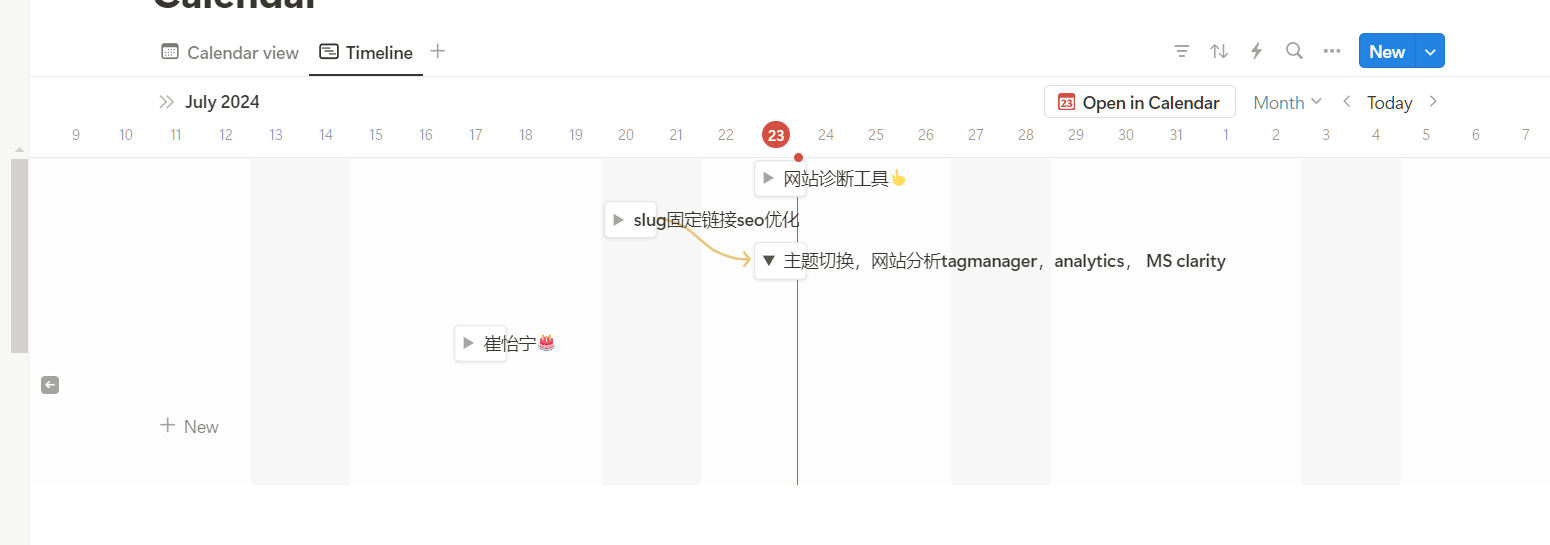 Calendar
Calendar view Timeline New
July 2024 23 Open in Calendar Month Today
9 10 11 12 13 14 15 16 17 18 19 20 21 22 23 24 25 26 27 28 29 30 31 1 2 3 4 5 6 7
网站诊断工具👆
slug固定链接seo优化
主题切换，网站分析tagmanager，analytics， MS clarity
崔怡宁🎂
New